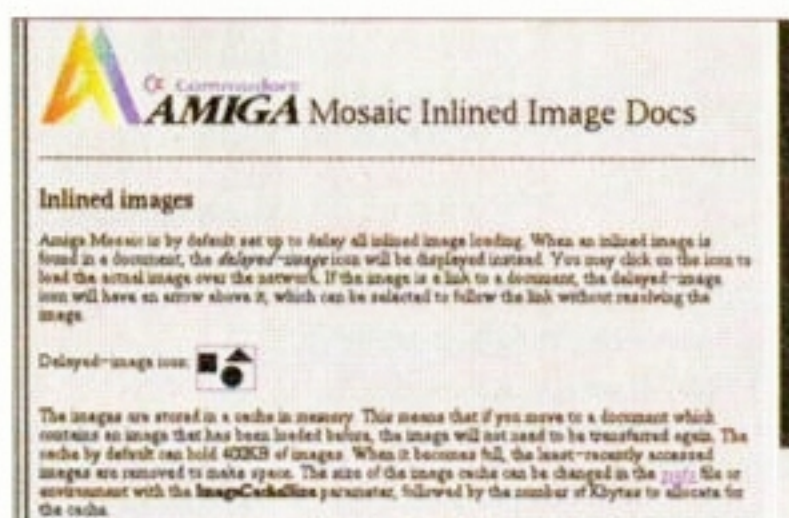 Commodore
AMIGA Mosaic Inlined Image Docs
Inlined images
Amiga Mosaic is by default set up to delay all inlined image loading. When an inlined image is
found in a document, the delayed-image icon will be displayed instead. You may click on the icon to
load the actual image over the network. If the image is a link to a document, the delayed-image
icon will have an arrow above it, which can be selected to follow the link without resolving the
image.
Delayed-image icon:
The images are stored in a cache in memory. This means that if you move to a document which
contains an image that has been loaded before, the image will not need to be transferred again. The
cache by default can hold 400KB of images. When it becomes full, the least-recently accessed
images are removed to make space. The size of the image cache can be changed in the prefs file or
environment with the ImageCacheSize parameter, followed by the number of Kbytes to allocate for
the cache.